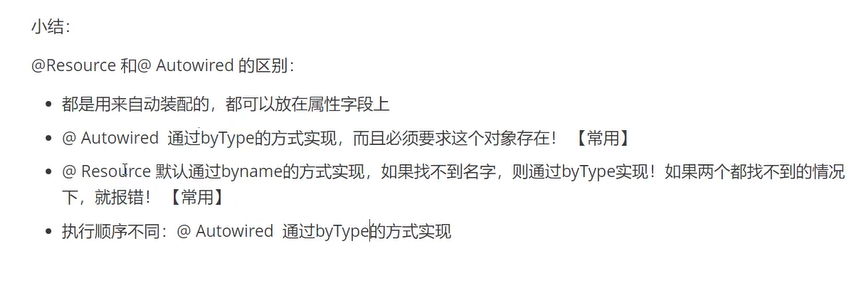 小结：
@Resource 和@ Autowired 的区别：
都是用来自动装配的，都可以放在属性字段上
@ Autowired 通过byType的方式实现，而且必须要求这个对象存在！ 【常用】
@ Resource 默认通过byname的方式实现，如果找不到名字，则通过byType实现！如果两个都找不到的情况
下，就报错！ 【常用】
执行顺序不同：@ Autowired 通过byType的方式实现